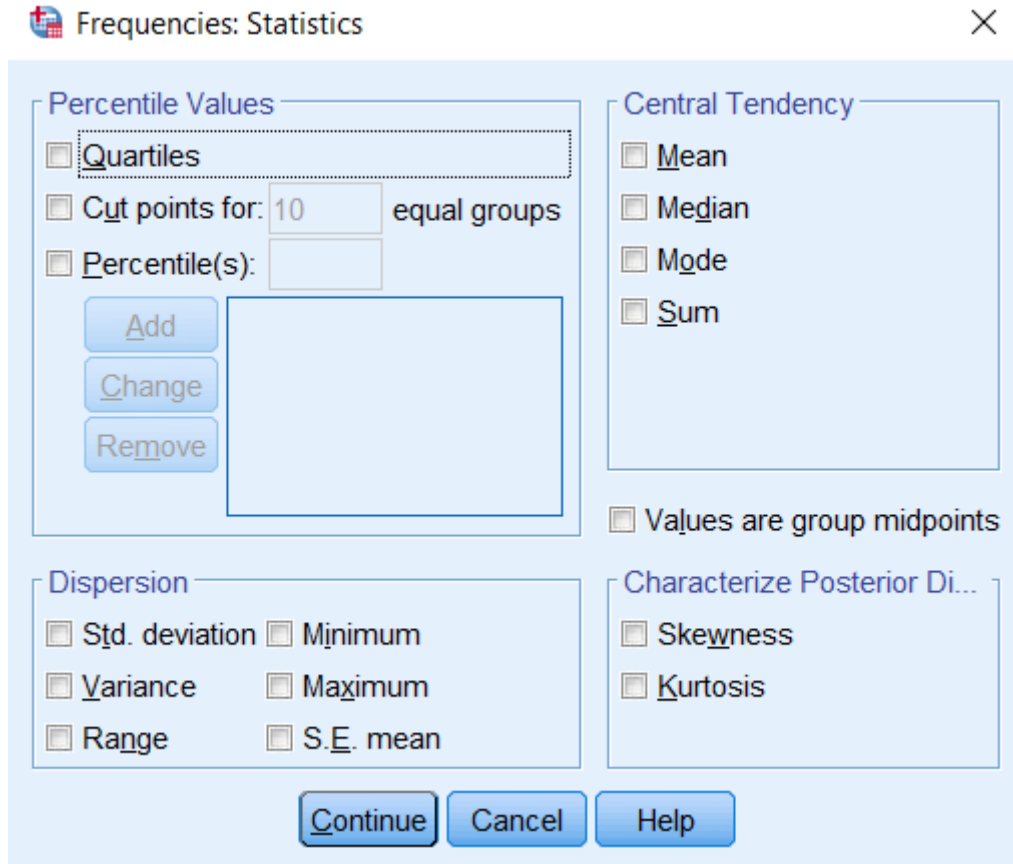 Frequencies: Statistics
Percentile Values
Quartiles
Cut points for: 10 equal groups
Percentile(s):
Add
Change
Remove
Central Tendency
Mean
Median
Mode
Sum
Values are group midpoints
Dispersion
Std. deviation Minimum
Variance Maximum
Range S.E. mean
Characterize Posterior Di...
Skewness
Kurtosis
Continue Cancel Help